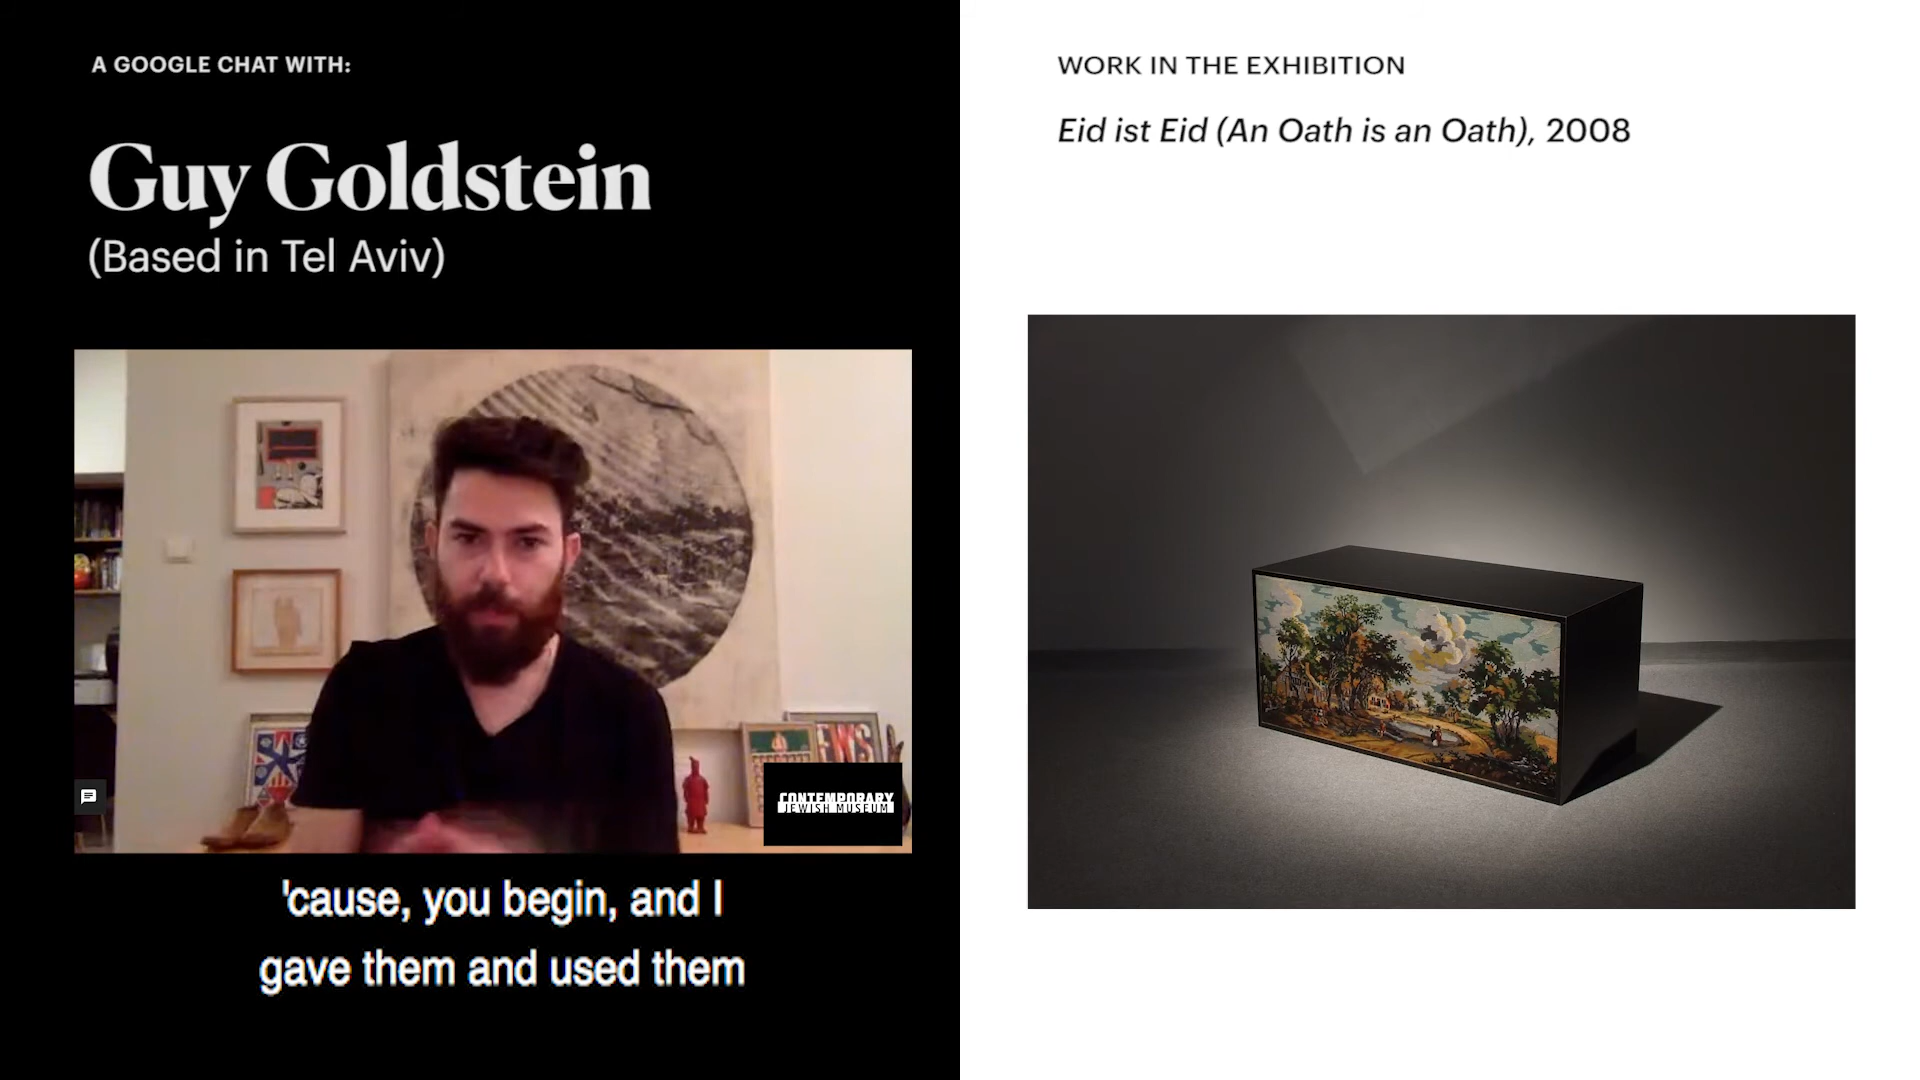 A GOOGLE CHAT WITH:
Guy Goldstein
(Based in Tel Aviv)
CONTEMPORARY
JEWISH MUSEUM
'cause, you begin, and I
gave them and used them
WORK IN THE EXHIBITION
Eid ist Eid (An Oath is an Oath), 2008